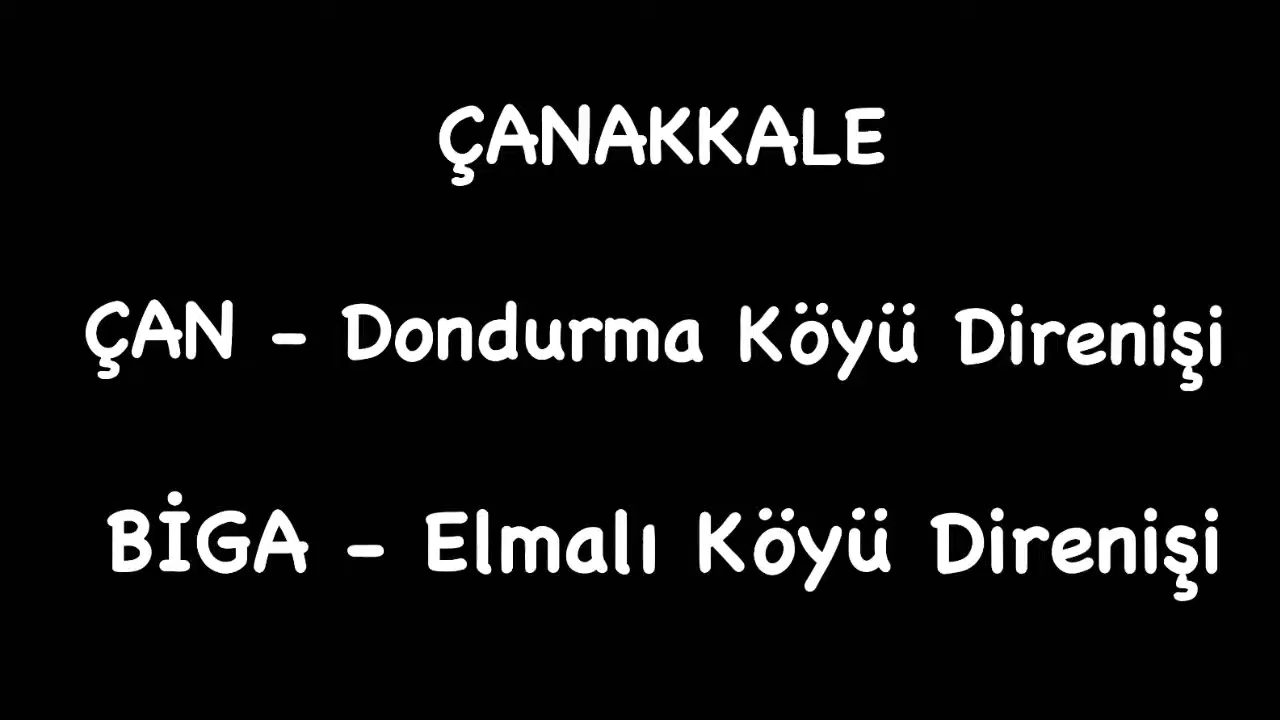 ÇANAKKALE
ÇAN - Dondurma Köyü Direnişi
BİGA - Elmalı Köyü Direnişi